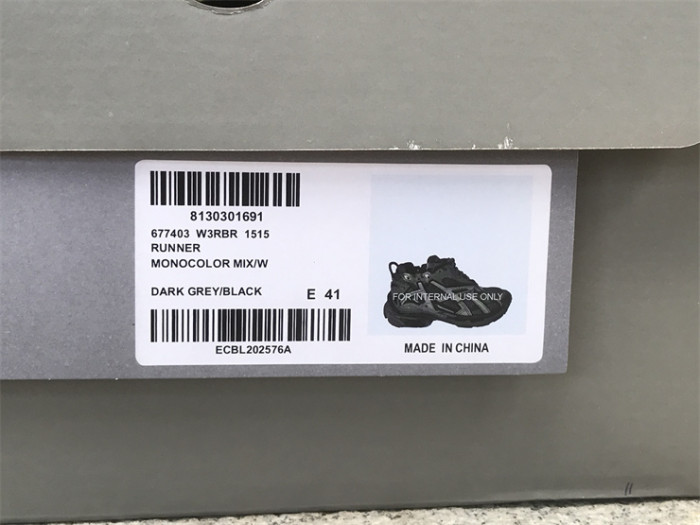 8130301691
677403 W3RBR 1515
RUNNER
MONOCOLOR MIX/W
DARK GREY/BLACK E 41
ECBL202576A
FOR INTERNAL USE ONLY
MADE IN CHINA